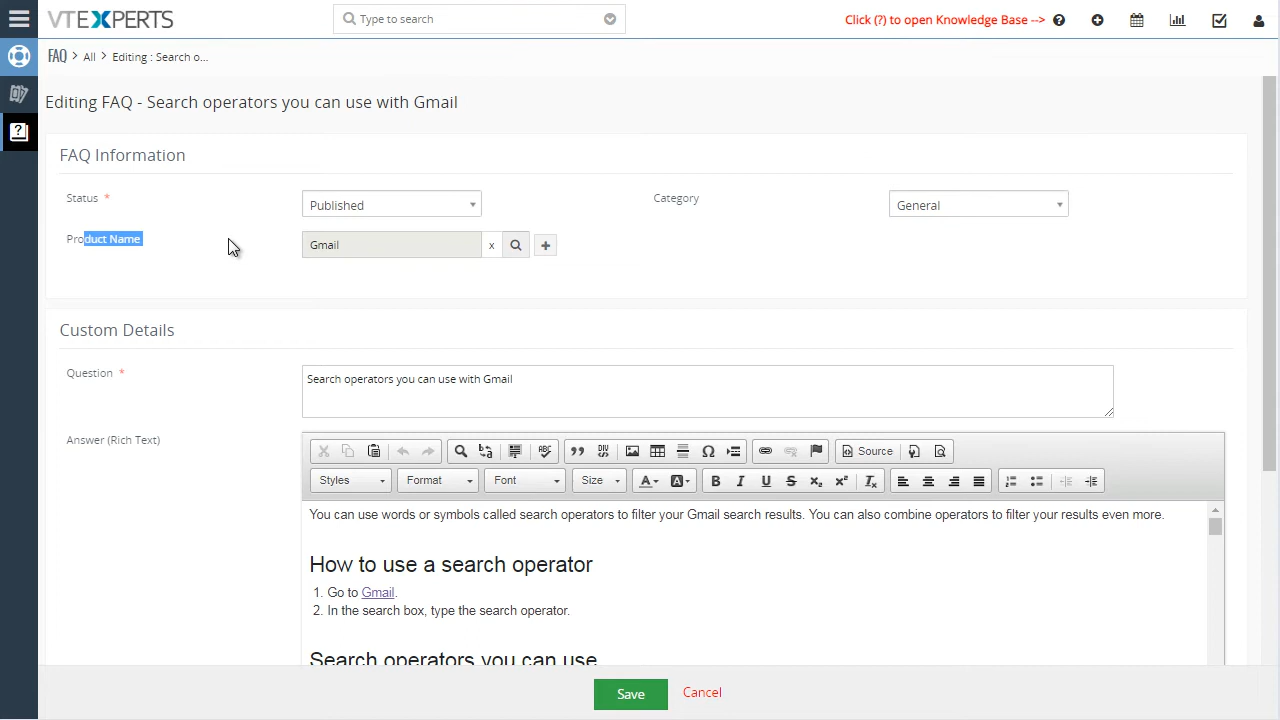 VTEXPERTS
Type to search
Click (?) to open Knowledge Base -->
FAQ > All > Editing : Search o...
Editing FAQ - Search operators you can use with Gmail
FAQ Information
Status *
Published
Category
General
Product Name
Gmail
x
Custom Details
Question *
Search operators you can use with Gmail
Answer (Rich Text)
Source
Styles
Format
Font
Size
You can use words or symbols called search operators to filter your Gmail search results. You can also combine operators to filter your results even more.
How to use a search operator
1. Go to Gmail.
2. In the search box, type the search operator.
Search operators you can use
Save
Cancel